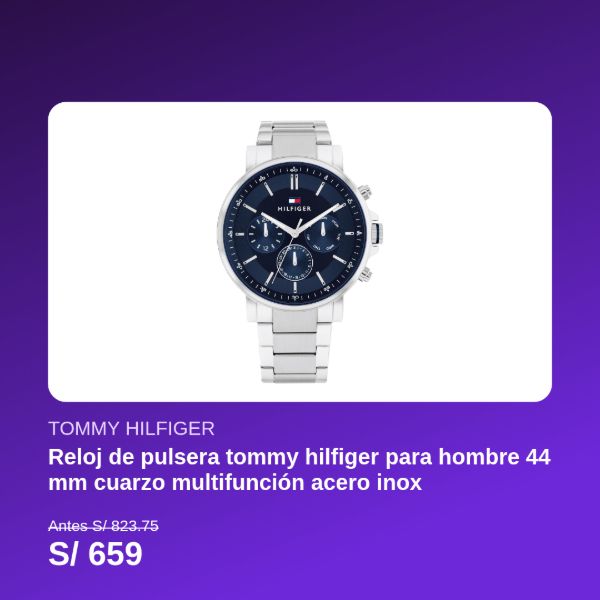 HILFIGER
TOMMY HILFIGER
Reloj de pulsera tommy hilfiger para hombre 44
mm cuarzo multifunción acero inox
Antes S/ 823.75
S/ 659